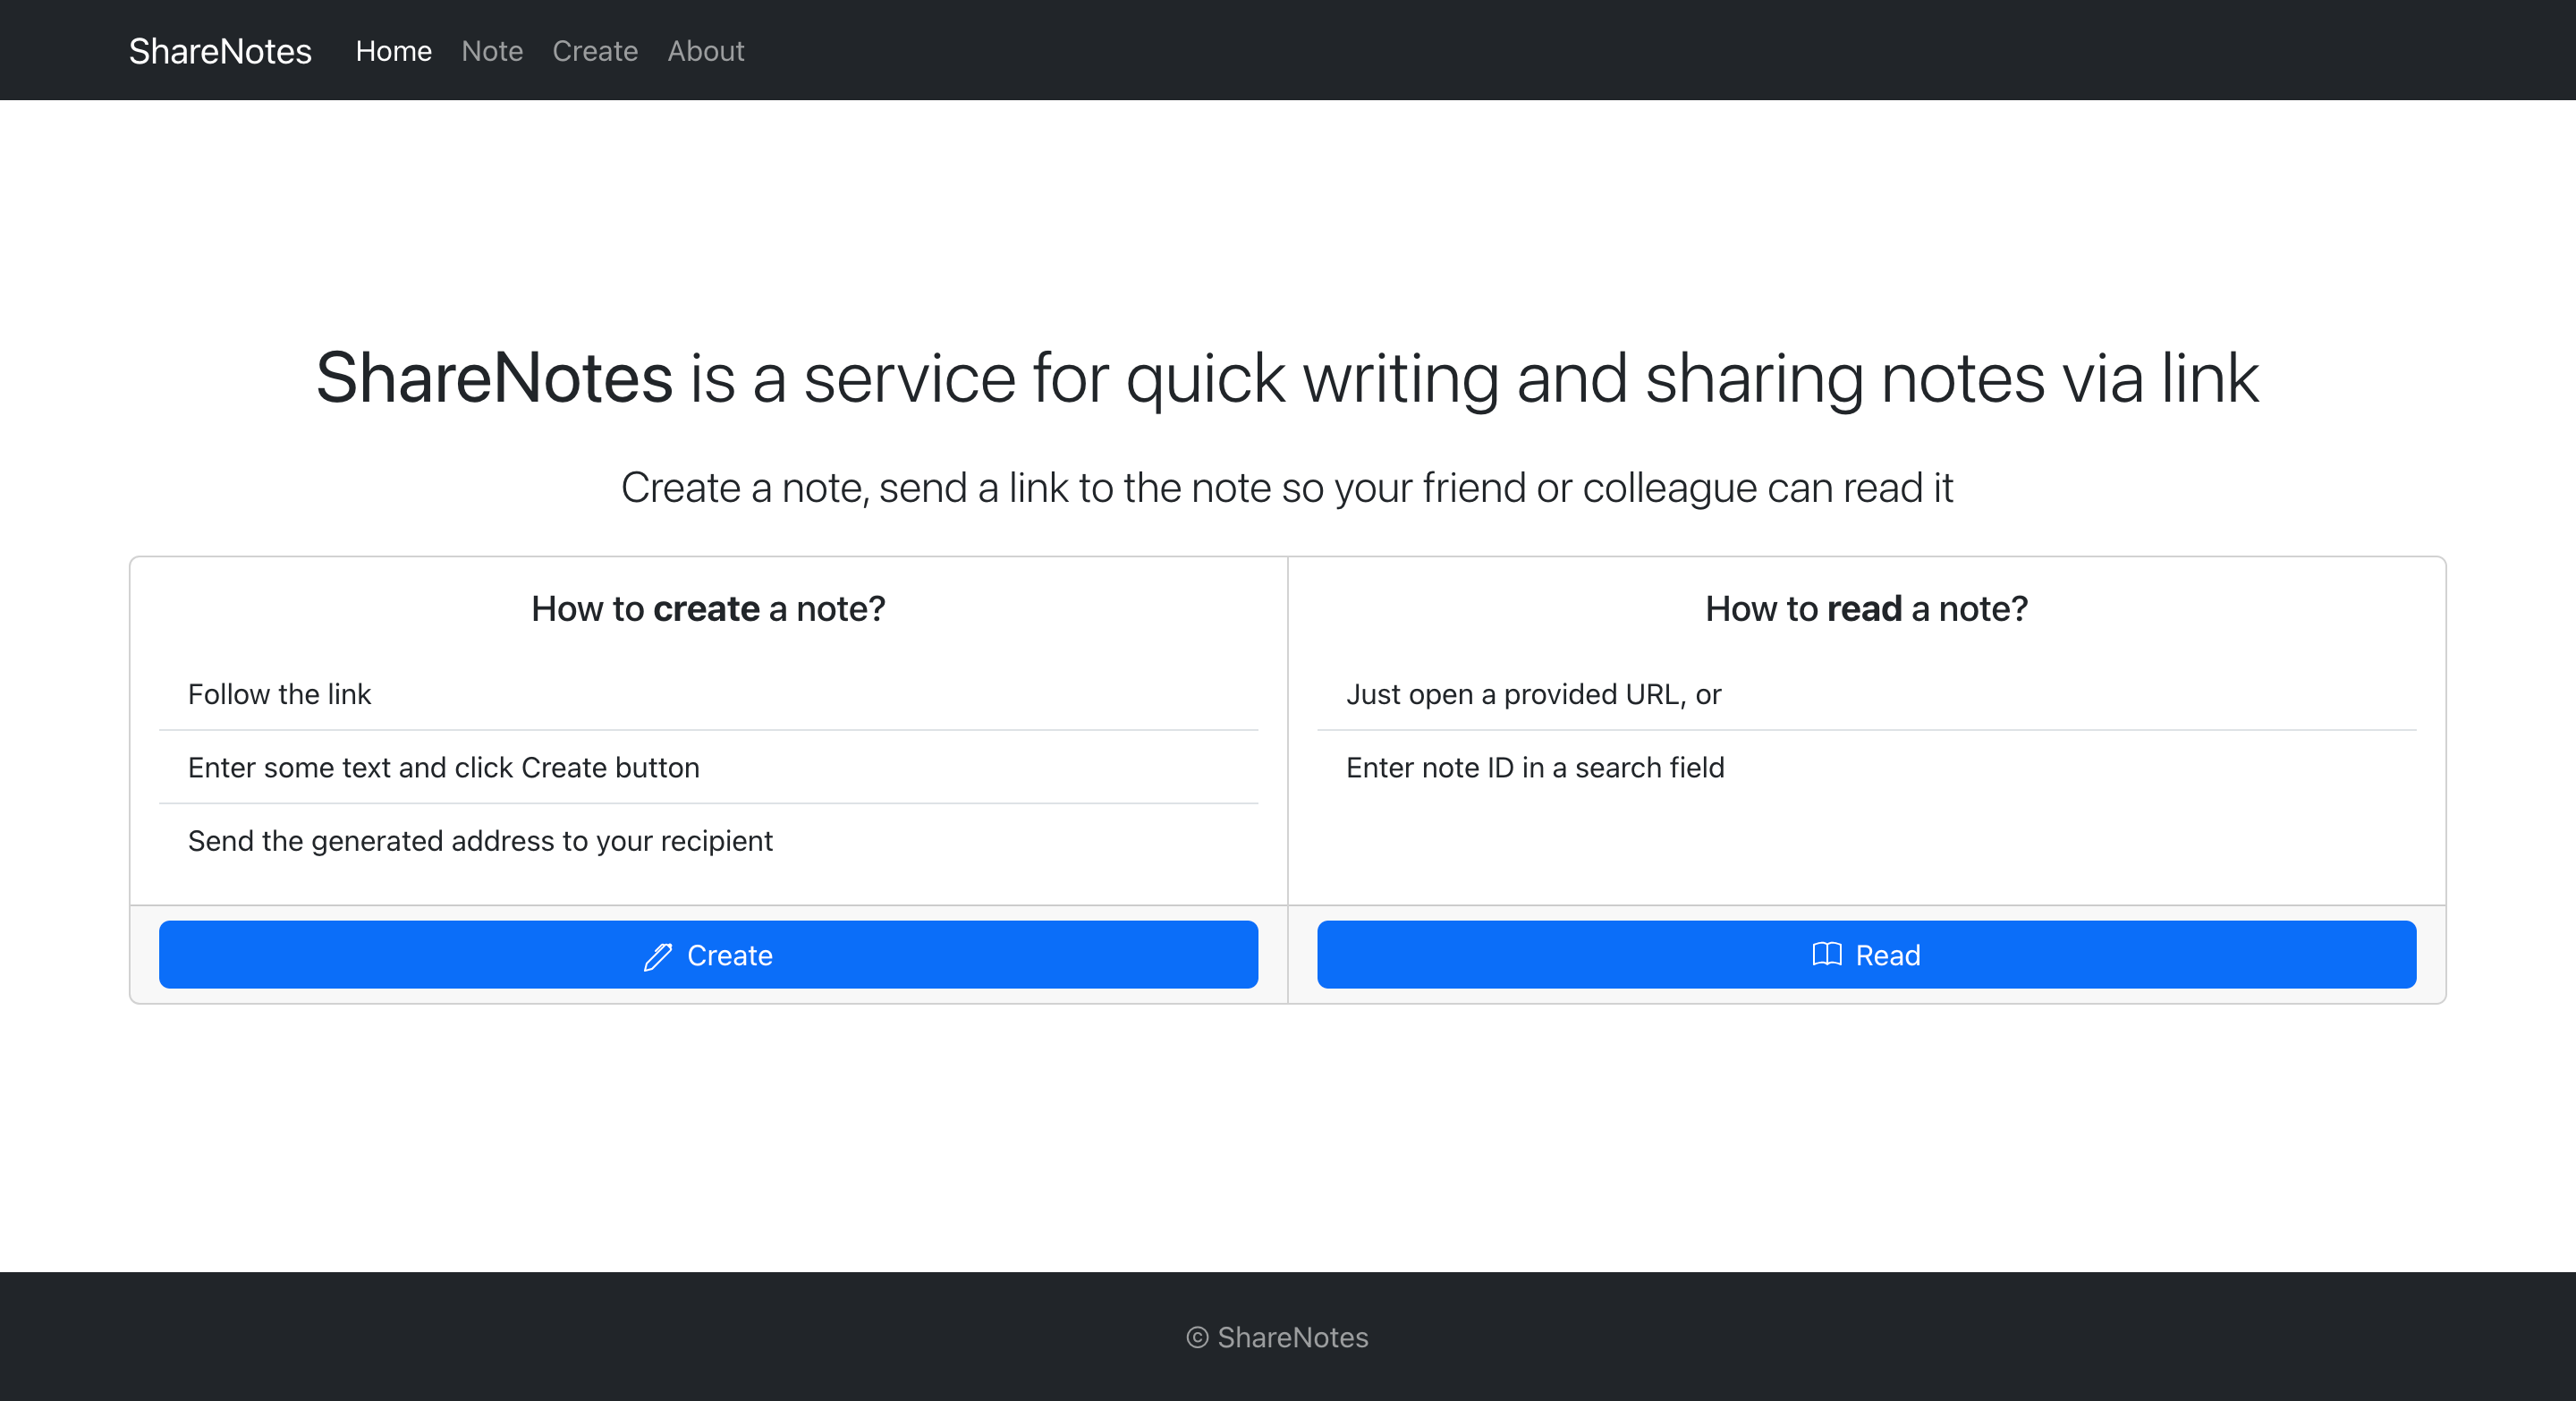 ShareNotes Home Note Create About
ShareNotes is a service for quick writing and sharing notes via link
Create a note, send a link to the note so your friend or colleague can read it
How to create a note?
Follow the link
Enter some text and click Create button
Send the generated address to your recipient
Create
How to read a note?
Just open a provided URL, or
Enter note ID in a search field
Read
© ShareNotes